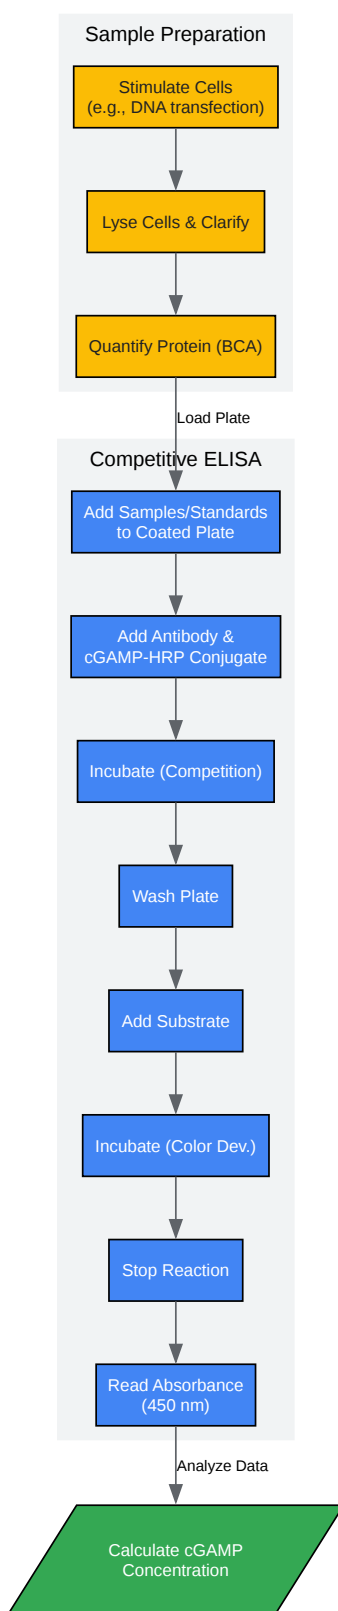 Sample Preparation
Stimulate Cells
(e.g., DNA transfection)
Lyse Cells & Clarify
Quantify Protein (BCA)
Load Plate
Competitive ELISA
Add Samples/Standards
to Coated Plate
Add Antibody &
cGAMP-HRP Conjugate
Incubate (Competition)
Wash Plate
Add Substrate
Incubate (Color Dev.)
Stop Reaction
Read Absorbance
(450 nm)
Analyze Data
Calculate cGAMP
Concentration